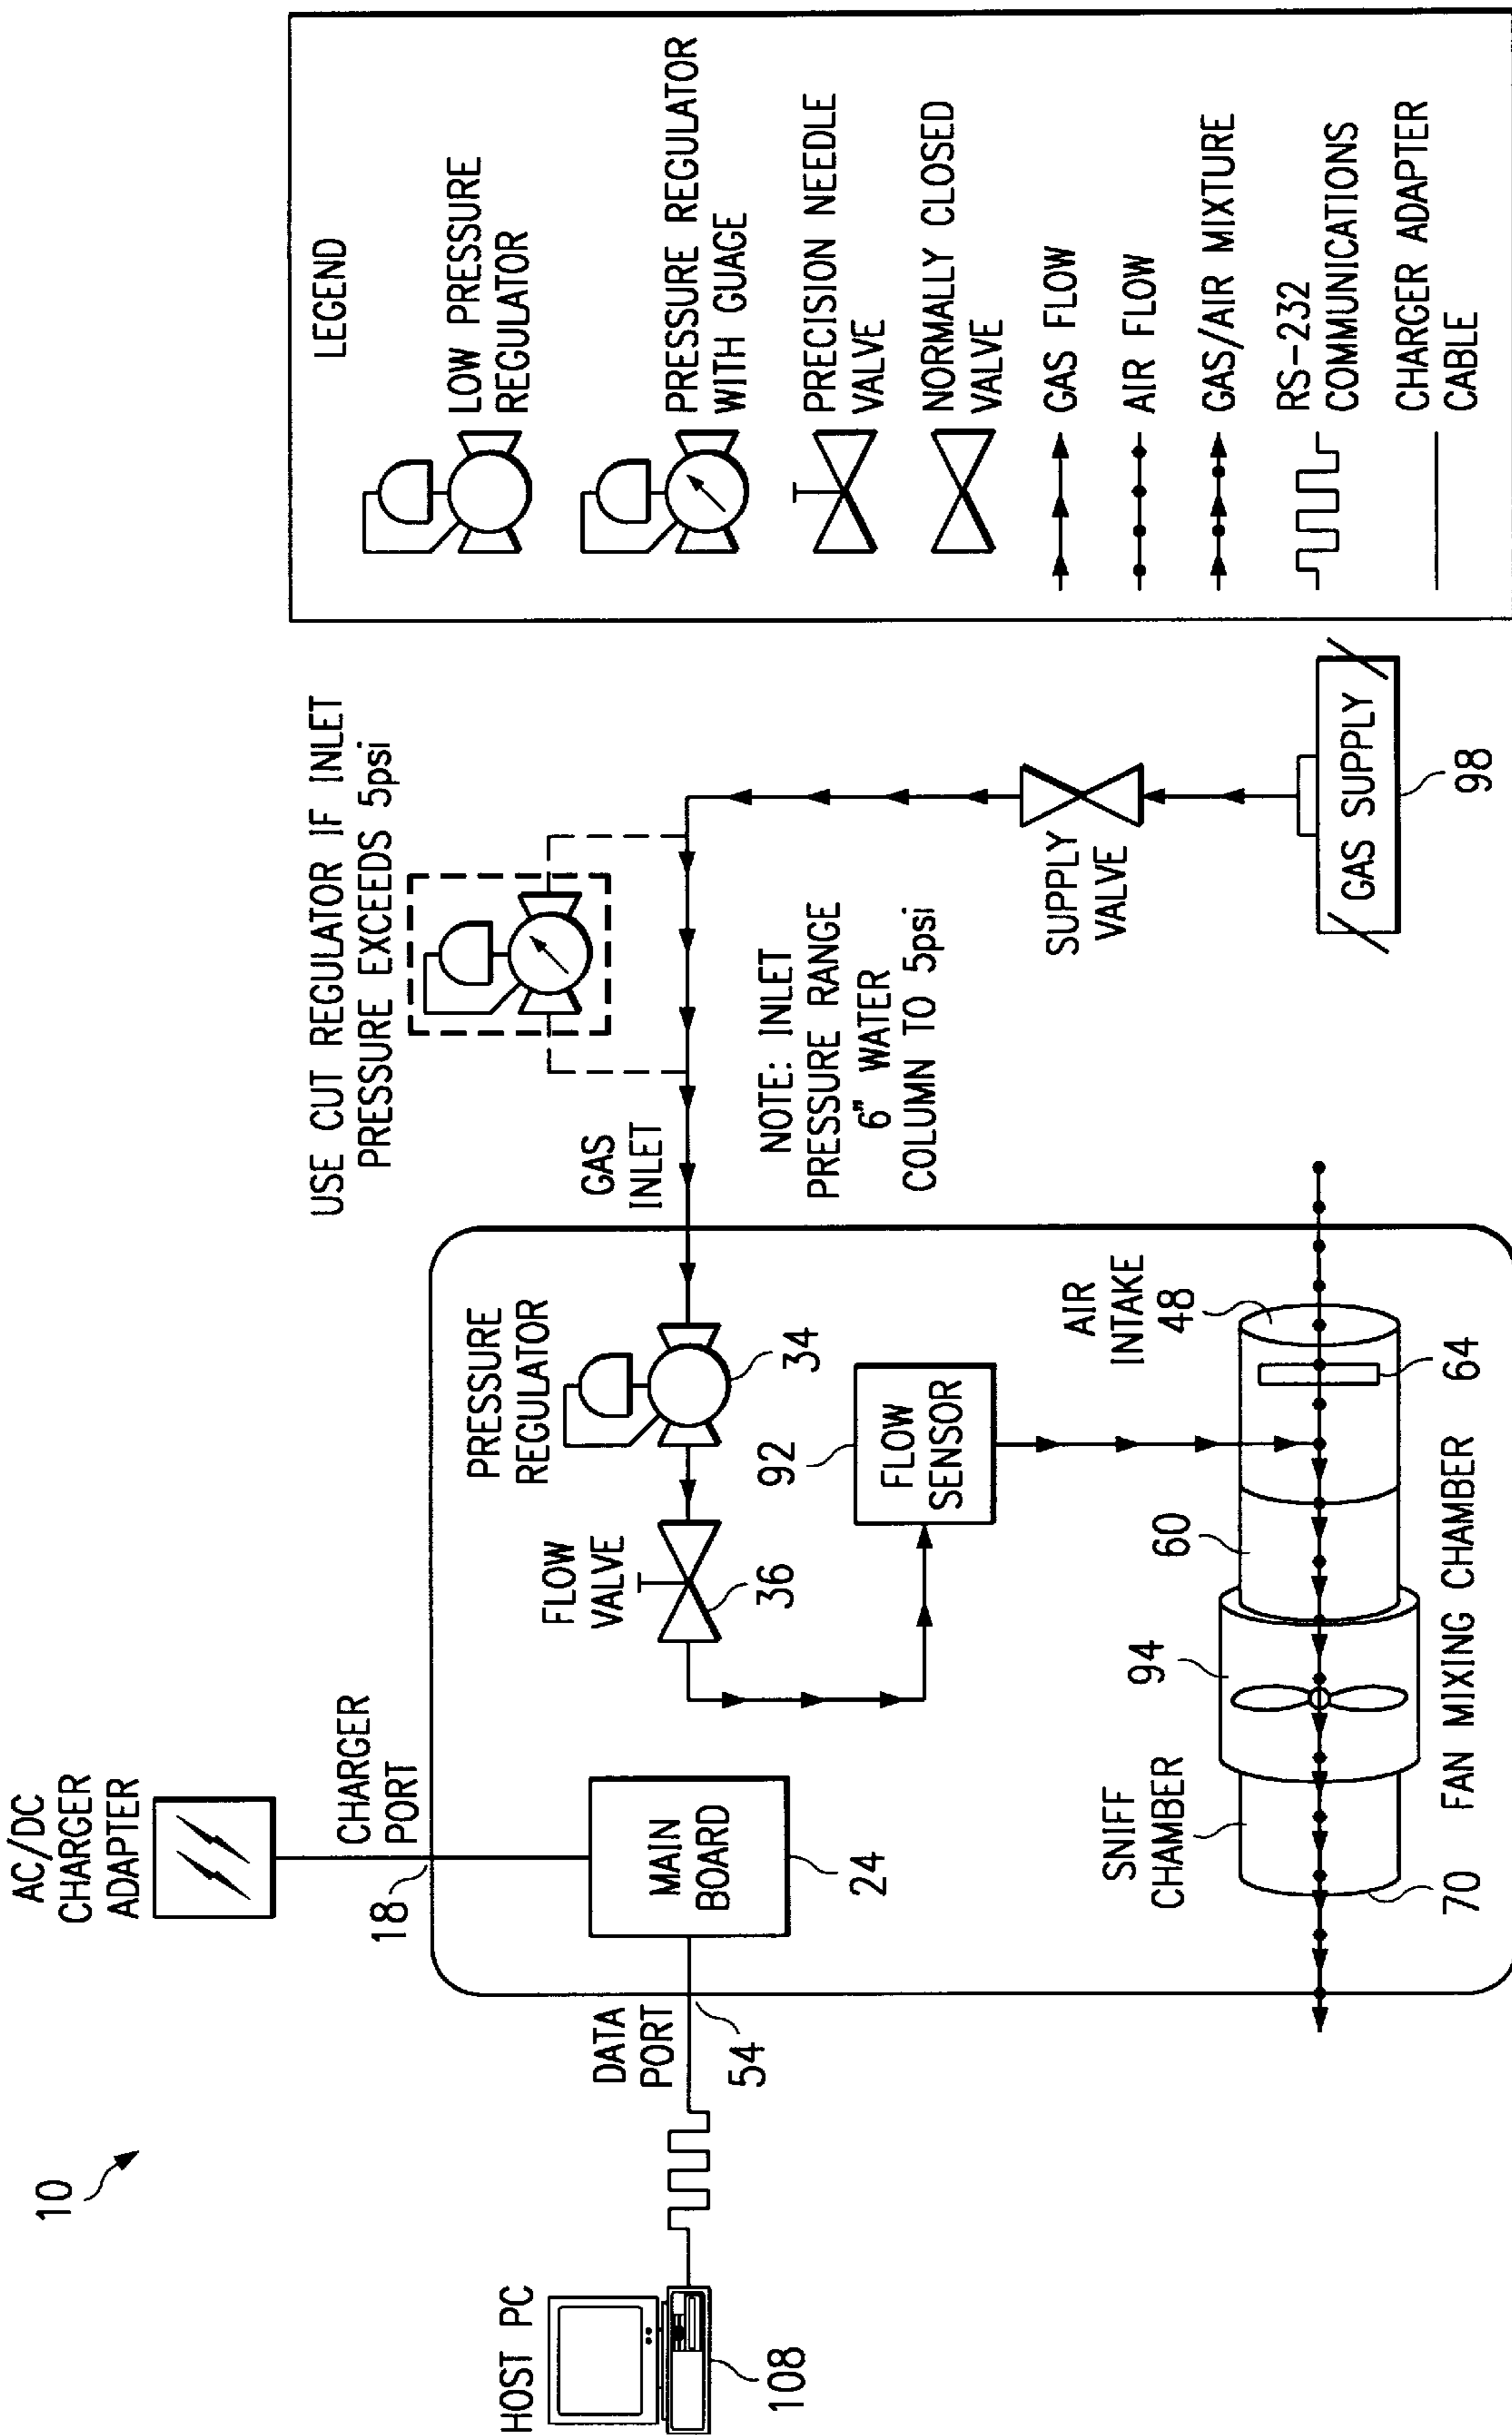 10
AC/DC
CHARGER
ADAPTER
CHARGER
PORT
18
HOST PC
108
DATA
PORT
54
MAIN
BOARD
24
PRESSURE
REGULATOR
34
FLOW
VALVE
36
92
FLOW
SENSOR
AIR
INTAKE
48
64
60
94
SNIFF
CHAMBER
70
FAN MIXING CHAMBER
USE CUT REGULATOR IF INLET
PRESSURE EXCEEDS 5psi
GAS
INLET
NOTE: INLET
PRESSURE RANGE
6" WATER
COLUMN TO 5psi
SUPPLY
VALVE
GAS SUPPLY
98
LEGEND
LOW PRESSURE
REGULATOR
PRESSURE REGULATOR
WITH GUAGE
PRECISION NEEDLE
VALVE
NORMALLY CLOSED
VALVE
GAS FLOW
AIR FLOW
GAS/AIR MIXTURE
RS-232
COMMUNICATIONS
CHARGER ADAPTER
CABLE